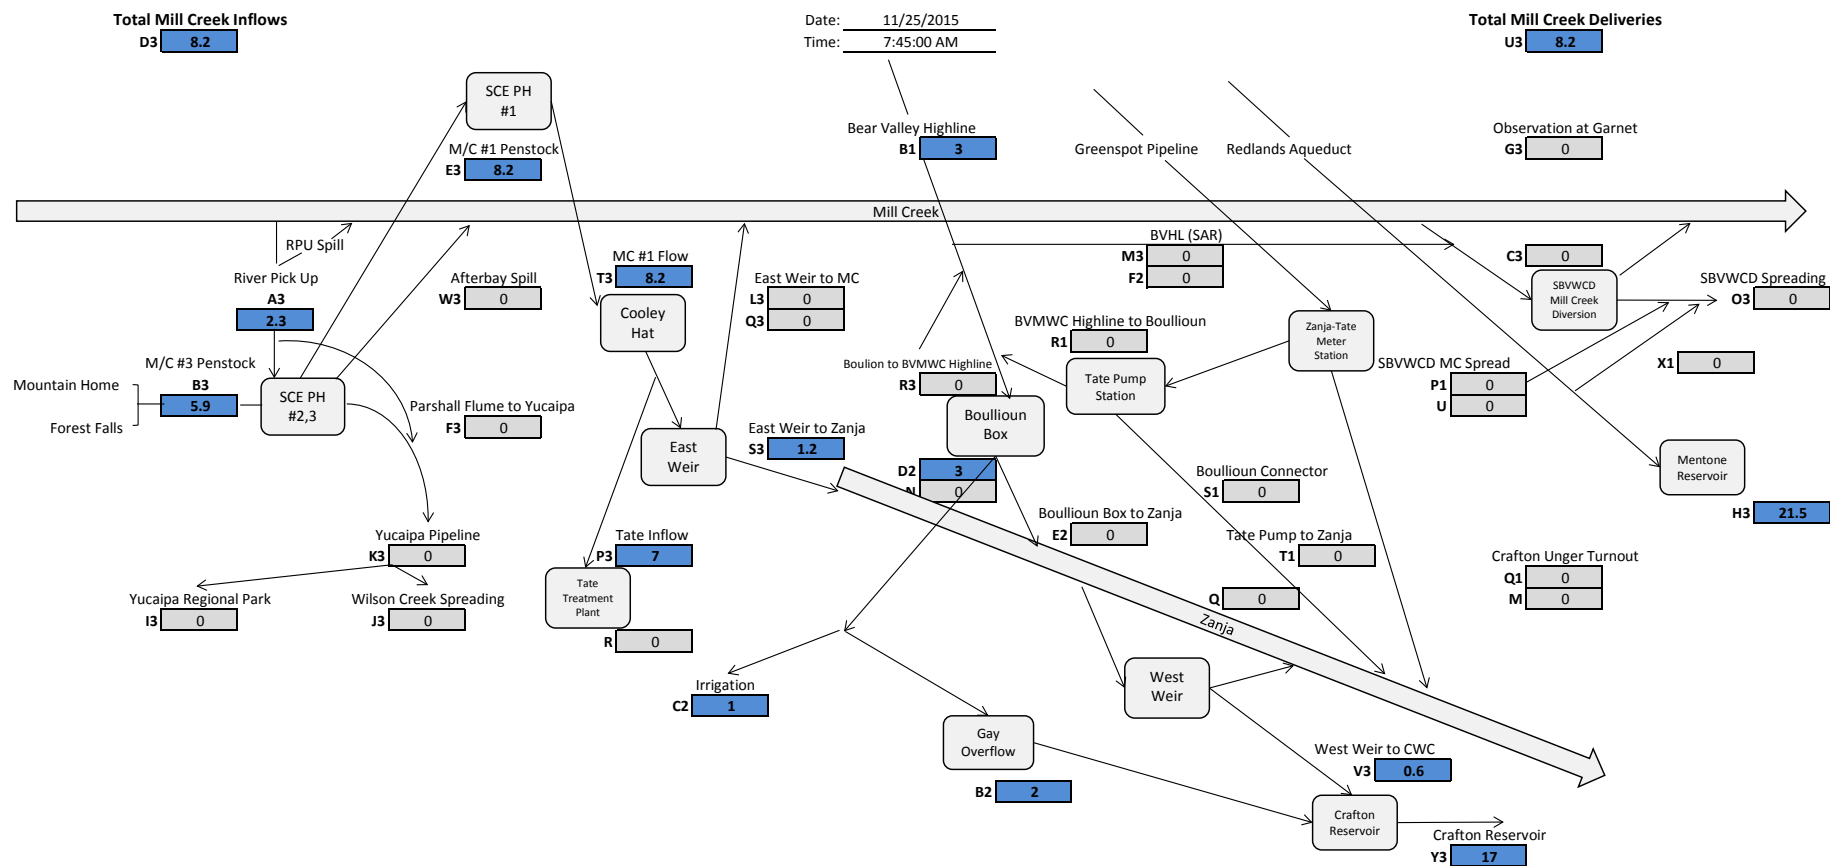 Total Mill Creek Inflows
D3 8.2
Date: 11/25/2015
Time: 7:45:00 AM
Total Mill Creek Deliveries
U3 8.2
SCE PH
#1
M/C #1 Penstock
E3 8.2
Bear Valley Highline
B1 3
Greenspot Pipeline
Redlands Aqueduct
Observation at Garnet
G3 0
Mill Creek
RPU Spill
River Pick Up
A3
2.3
Afterbay Spill
W3 0
MC #1 Flow
T3 8.2
Cooley
Hat
East Weir to MC
L3 0
Q3 0
BVHL (SAR)
M3 0
F2 0
C3 0
SBVWCD
Mill Creek
Diversion
SBVWCD Spreading
O3 0
BVMWC Highline to Boullioun
R1 0
Zanja-Tate
Meter
Station
M/C #3 Penstock
B3
5.9
Mountain Home
Forest Falls
SCE PH
#2,3
Boulion to BVMWC Highline
R3 0
Tate Pump
Station
SBVWCD MC Spread
P1 0
U 0
X1 0
Parshall Flume to Yucaipa
F3 0
Boullioun
Box
East
Weir
East Weir to Zanja
S3 1.2
D2 3
N 0
Boullioun Connector
S1 0
Mentone
Reservoir
H3 21.5
Boullioun Box to Zanja
E2 0
Yucaipa Pipeline
K3 0
Tate Inflow
P3 7
Tate
Treatment
Plant
R 0
Tate Pump to Zanja
T1 0
Crafton Unger Turnout
Q1 0
M 0
Yucaipa Regional Park
I3 0
Wilson Creek Spreading
J3 0
Q 0
Zanja
Irrigation
C2 1
West
Weir
Gay
Overflow
B2 2
West Weir to CWC
V3 0.6
Crafton
Reservoir
Crafton Reservoir
Y3 17